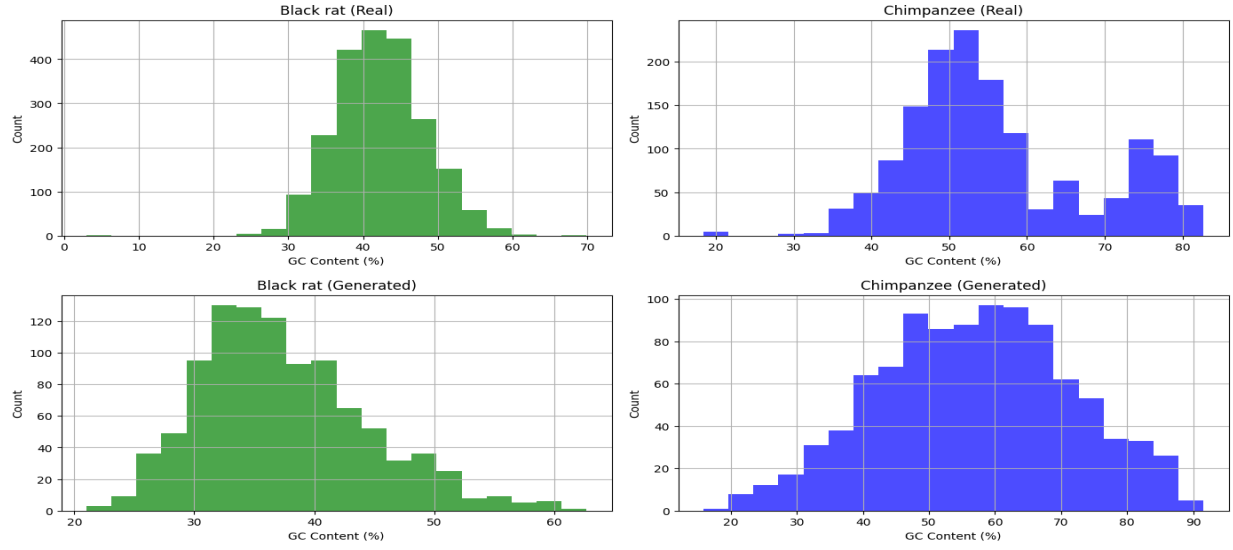 Black rat (Real)
Count
400
300
200
100
0
0 10 20 30 40 50 60 70
GC Content (%)
Chimpanzee (Real)
Count
200
150
100
50
0
20 30 40 50 60 70 80
GC Content (%)
Black rat (Generated)
Count
120
100
80
60
40
20
0
20 30 40 50 60
GC Content (%)
Chimpanzee (Generated)
Count
100
80
60
40
20
0
20 30 40 50 60 70 80 90
GC Content (%)